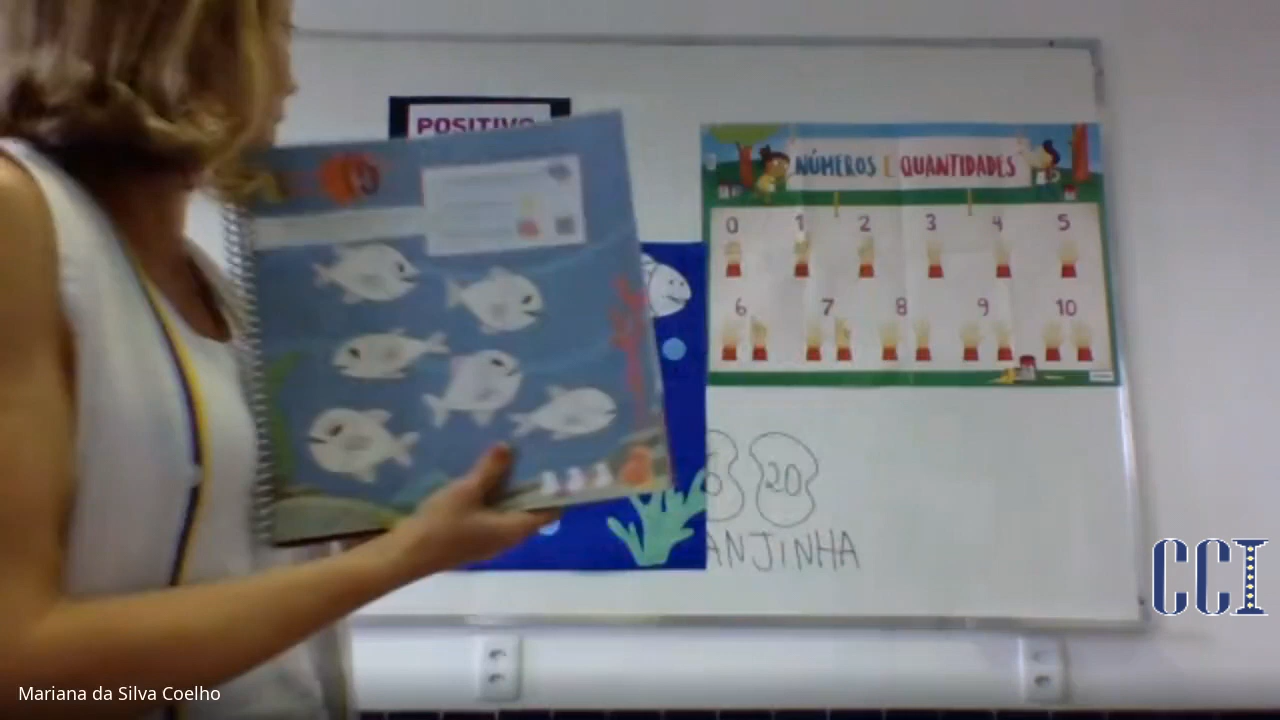 POSITIVO
NÚMEROS E QUANTIDADES
0 1 2 3 4 5
6 7 8 9 10
6 20
ANJINHA
CCI
Mariana da Silva Coelho